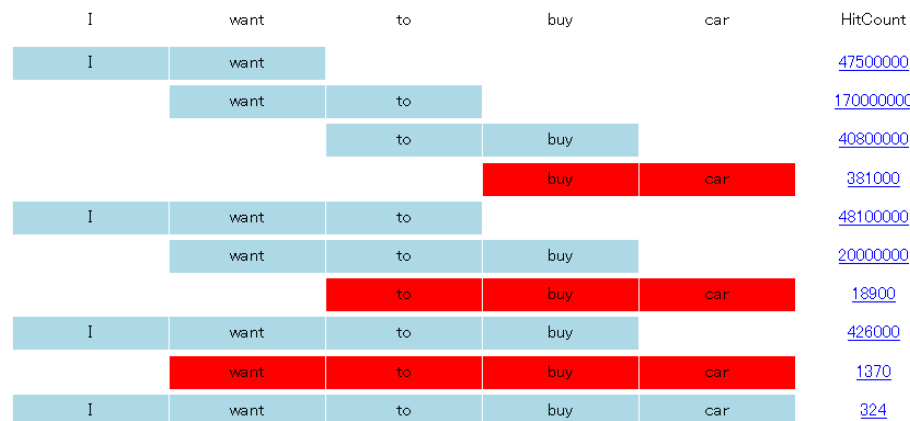 I want to buy car HitCount
I want 47500000
want to 170000000
to buy 40800000
buy car 381000
I want to 48100000
want to buy 20000000
to buy car 18900
I want to buy 426000
want to buy car 1370
I want to buy car 324